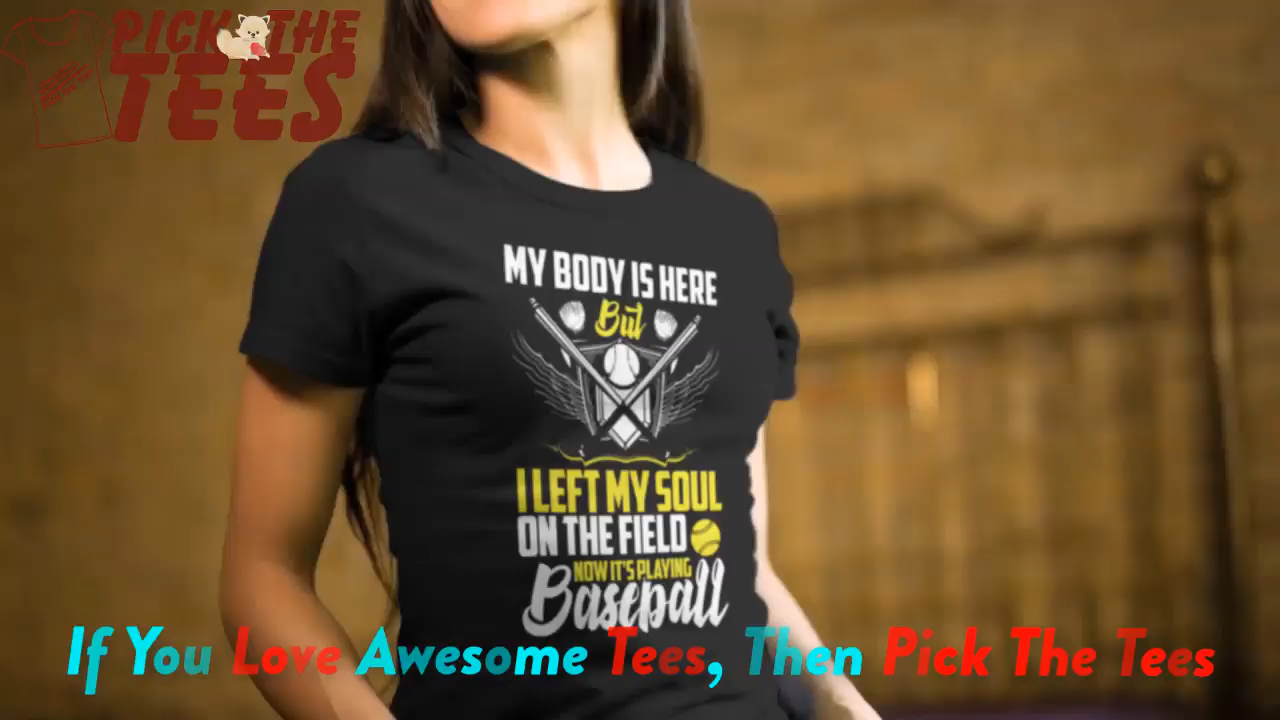 PICK THE
TEES
MY BODY IS HERE
But
I LEFT MY SOUL
ON THE FIELD
NOW IT'S PLAYING
Baseball
If You Love Awesome Tees, Then Pick The Tees